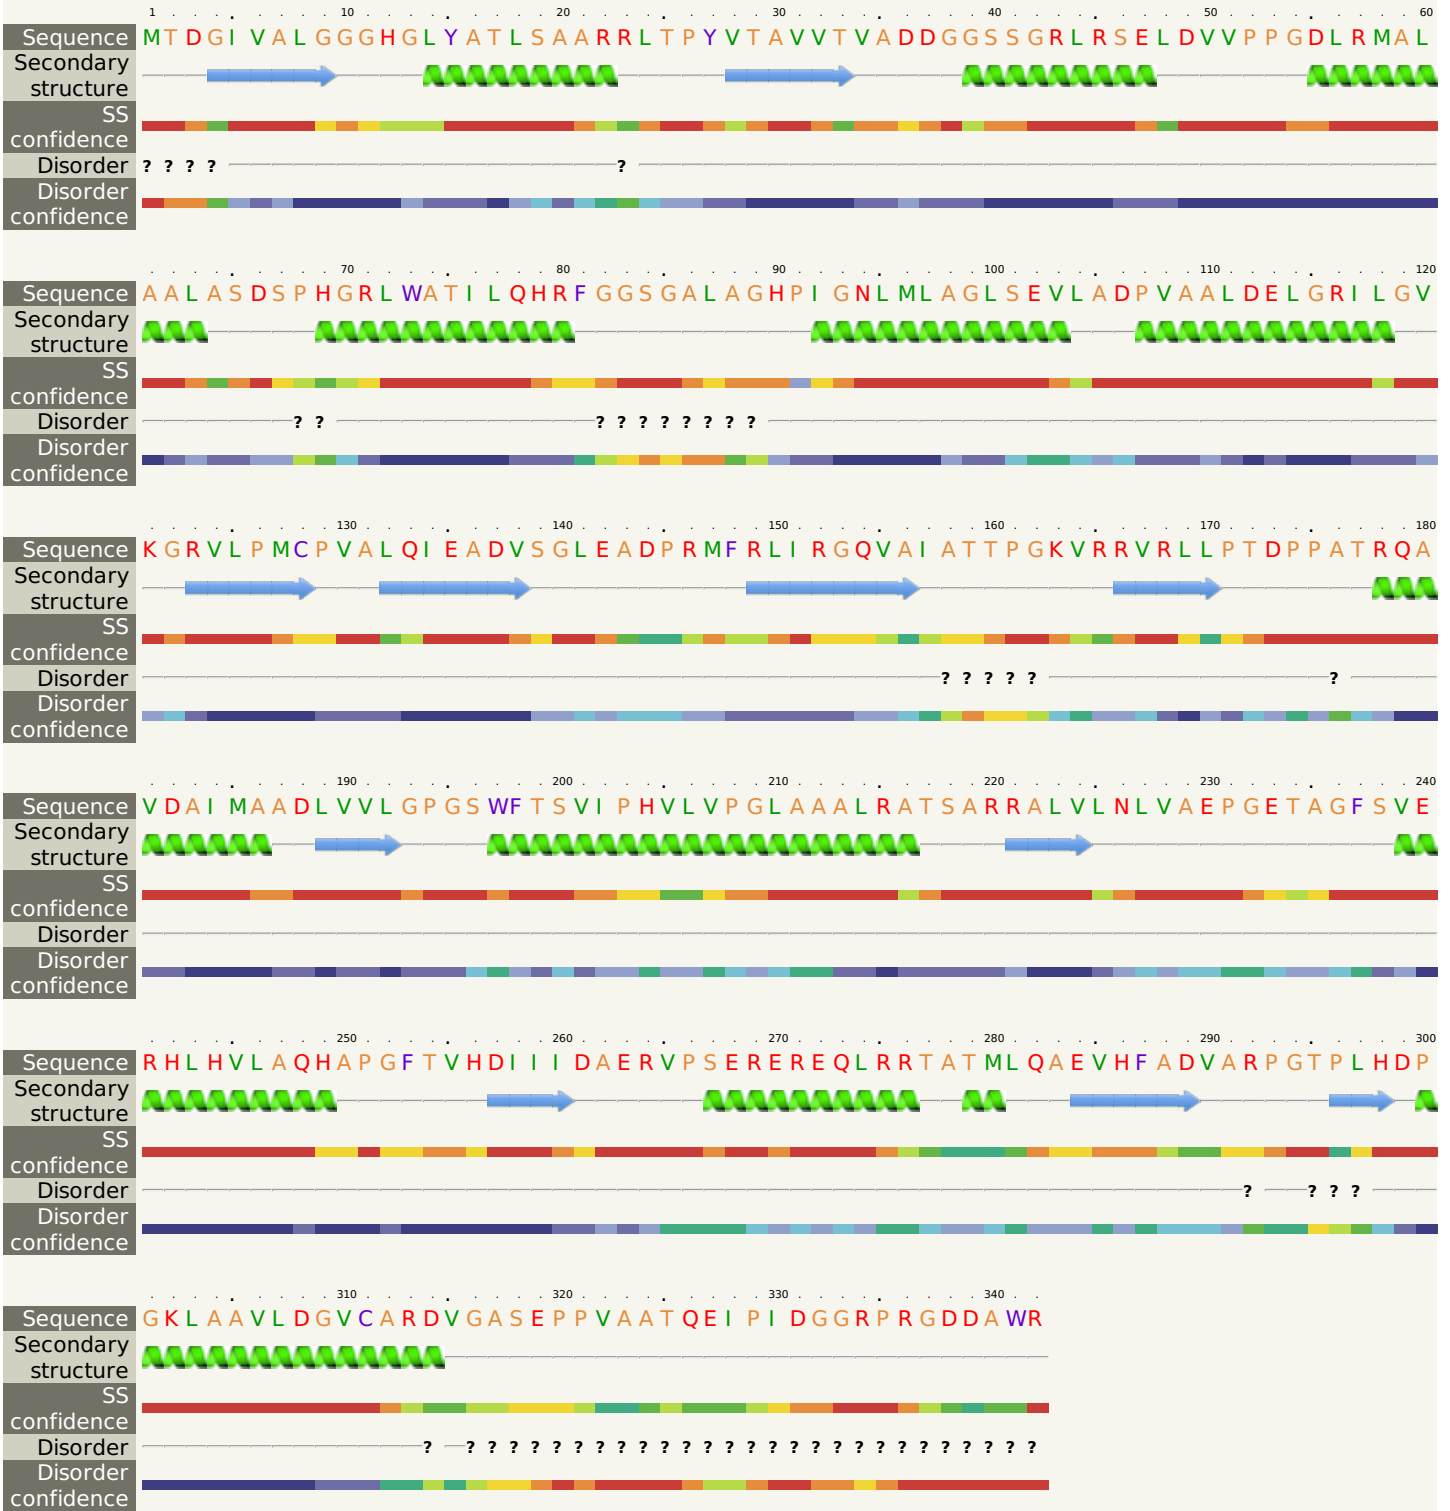 1 10 20 30 40 50 60
Sequence MTDGIVALGGGHGLYATLSAARRLTPYVTAVVTVADDGGSSGRLRSELDVVPPGDLRMAL
Secondary
structure
SS
confidence
Disorder ? ? ? ? ?
Disorder
confidence
70 80 90 100 110 120
Sequence AALASDSPHGRLWATILQHRFGGSGALAGHPIGNLMLAGLSEVLADPVAALDELGRILGV
Secondary
structure
SS
confidence
Disorder ? ? ? ? ? ? ? ? ? ?
Disorder
confidence
130 140 150 160 170 180
Sequence KGRVLPMCPVALQIEADVSGLEADPRMFRLIRGQVAIATTPGKVRRVRLLPTDPPATRQA
Secondary
structure
SS
confidence
Disorder ? ? ? ? ? ?
Disorder
confidence
190 200 210 220 230 240
Sequence VDAIMAADLVVLGPGSWFTSVIPHVLVPGLAAALRATSARRALVLNLVAEPGETAGFSVE
Secondary
structure
SS
confidence
Disorder
Disorder
confidence
250 260 270 280 290 300
Sequence RHLHVLAQHAPGFTVHDIIIDAERVPSEREREQLRRTATMLQAEVHFADVARPGTPLHDP
Secondary
structure
SS
confidence
Disorder ? ? ? ?
Disorder
confidence
310 320 330 340
Sequence GKLAAVLDGVCARDVGASEPPVAATQEIPIDGGRPRGDDAWR
Secondary
structure
SS
confidence
Disorder ? ? ? ? ? ? ? ? ? ? ? ? ? ? ? ? ? ? ? ? ? ? ? ? ? ? ? ?
Disorder
confidence